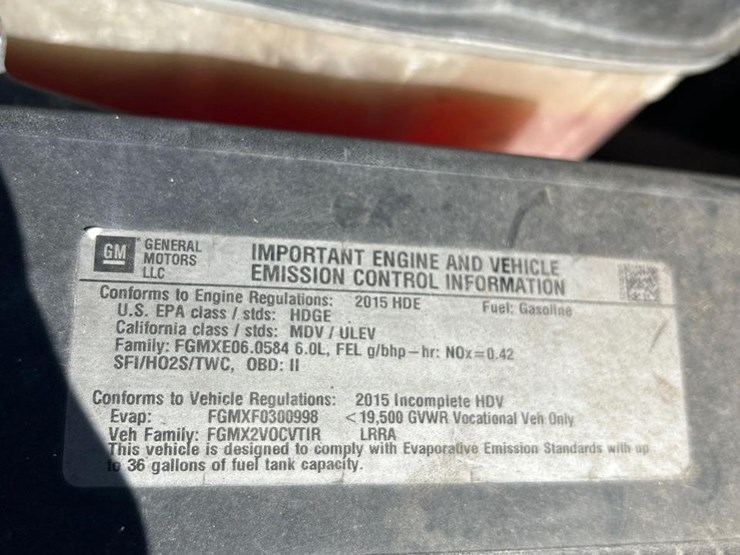 GM GENERAL MOTORS LLC
IMPORTANT ENGINE AND VEHICLE
EMISSION CONTROL INFORMATION
Conforms to Engine Regulations: 2015 HDE Fuel: Gasoline
U.S. EPA class / stds: HDGE
California class / stds: MDV / ULEV
Family: FGMXE06.0584 6.0L, FEL g/bhp-hr: NOx=0.42
SFI/HO2S/TWC, OBD: II
Conforms to Vehicle Regulations: 2015 Incomplete HDV
Evap: FGMXF0300998 <19,500 GVWR Vocational Veh Only
Veh Family: FGMX2VOCVTIR LRRA
This vehicle is designed to comply with Evaporative Emission Standards with up
to 36 gallons of fuel tank capacity.